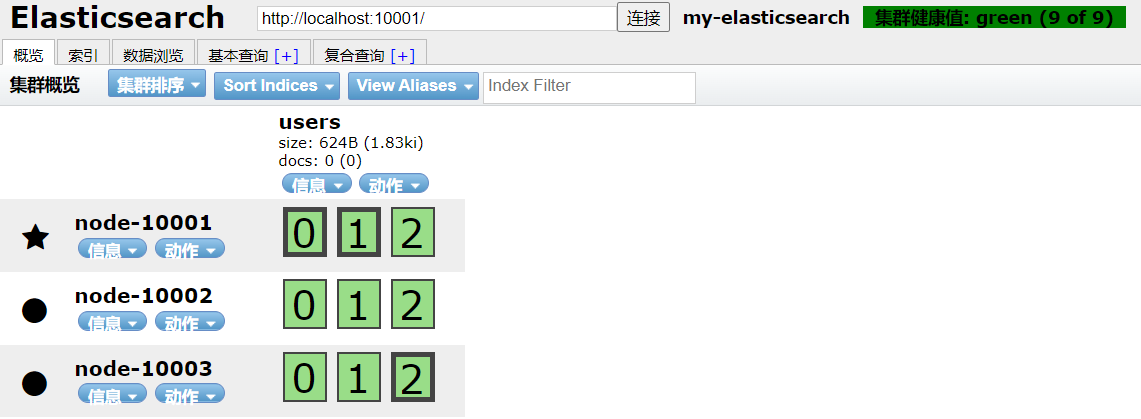 Elasticsearch http://localhost:10001/ 连接 my-elasticsearch 集群健康值: green (9 of 9)
概览 索引 数据浏览 基本查询 [+] 复合查询 [+]
集群概览 集群排序 Sort Indices View Aliases Index Filter
users
size: 624B (1.83ki)
docs: 0 (0)
信息 动作
node-10001 0 1 2
信息 动作
node-10002 0 1 2
信息 动作
node-10003 0 1 2
信息 动作